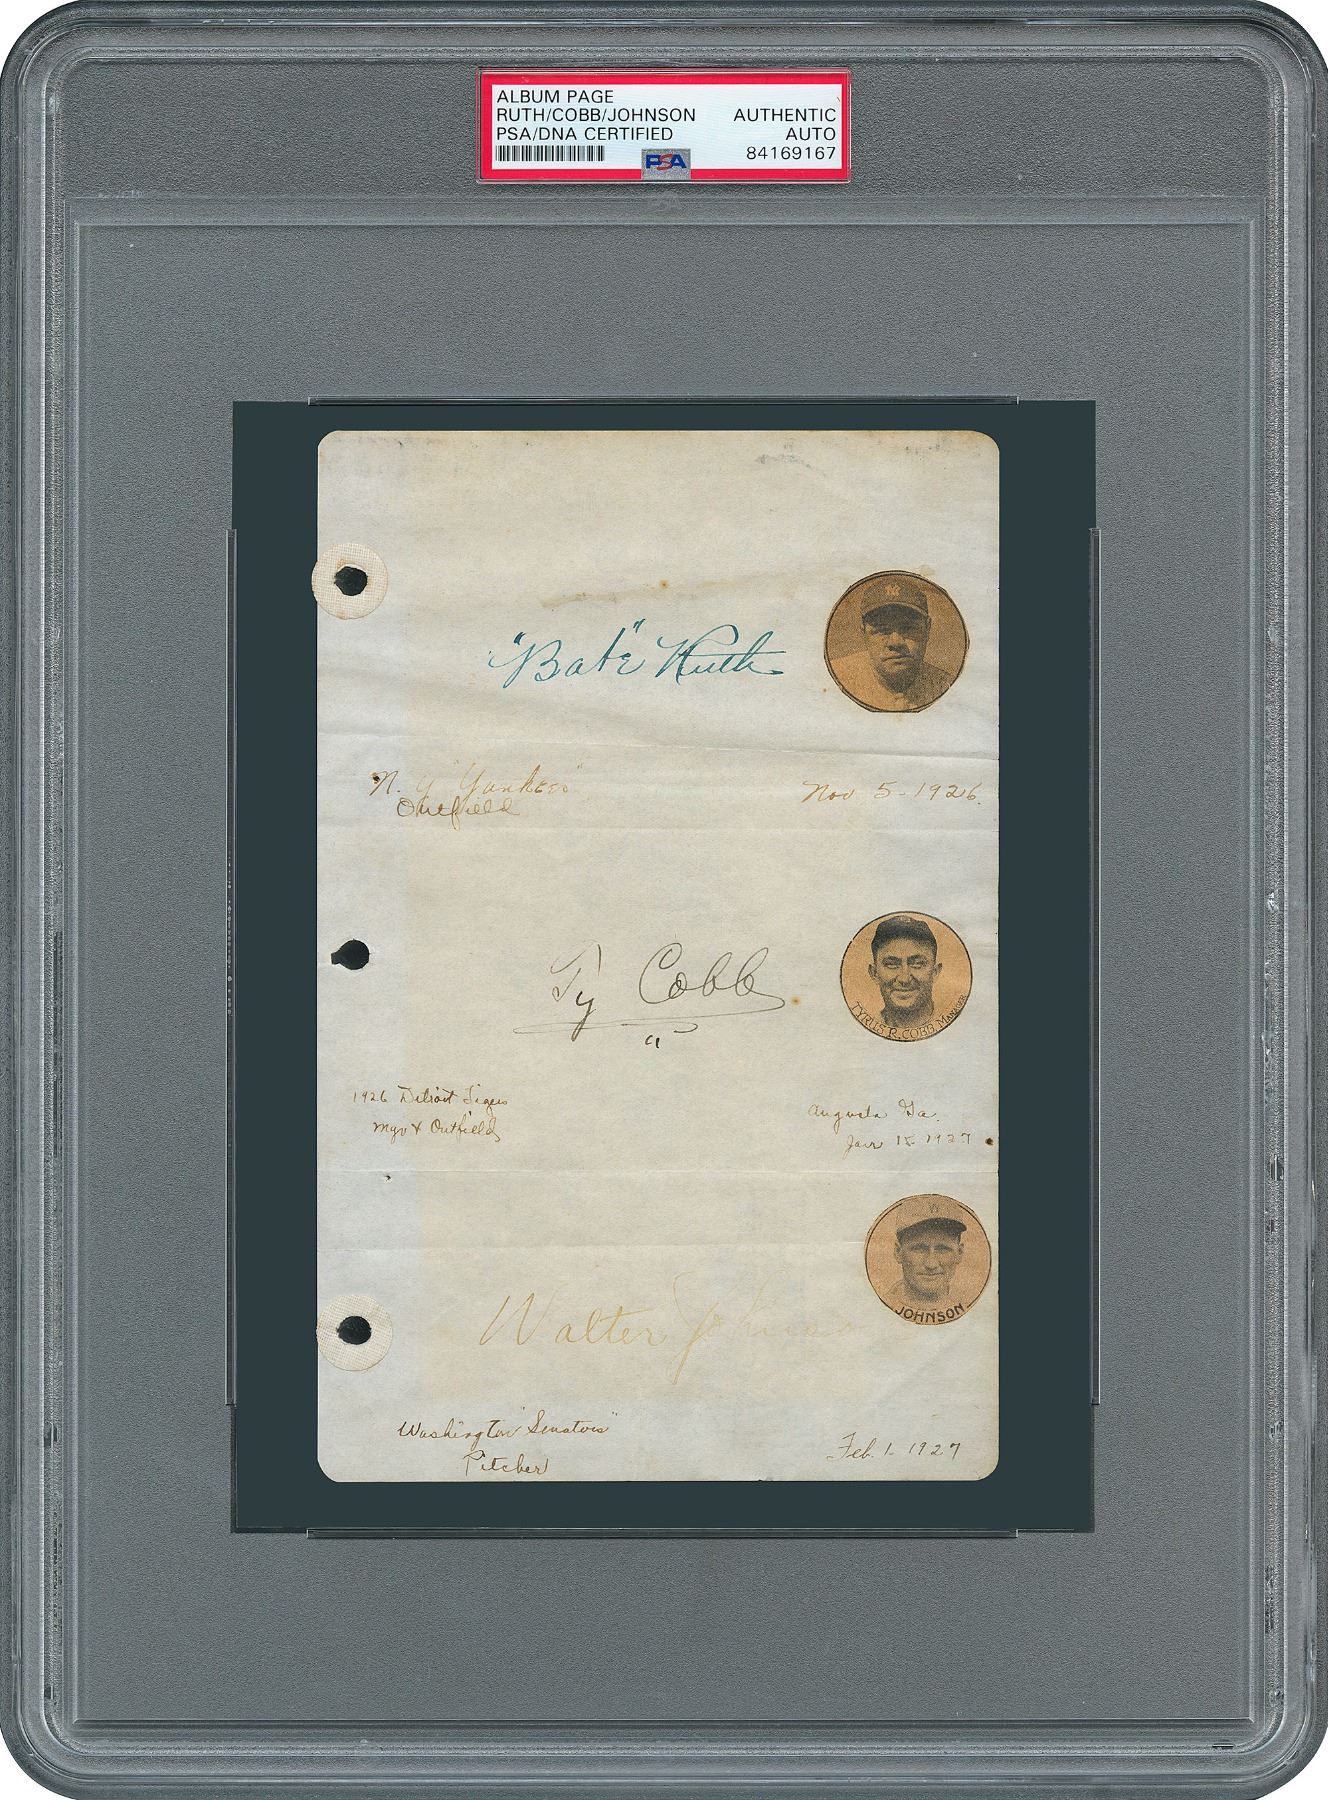 ALBUM PAGE
RUTH/COBB/JOHNSON AUTHENTIC
PSA/DNA CERTIFIED AUTO
PSA 84169167
NY
"Babe" Ruth
N. Y "Yankees" Nov 5-1926.
Outfield
Ty Cobb
TYRUS R. COBB, MANAGER
1926 Detroit Tigers Augusta Ga.
Mgr & Outfield Jan 1927
W
JOHNSON
Walter Johnson
Washington "Senators" Feb. 1- 1927
Pitcher